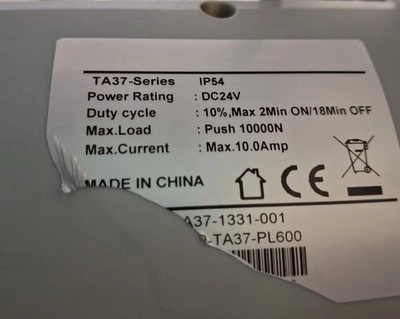 TA37-Series IP54
Power Rating : DC24V
Duty cycle : 10%,Max 2Min ON/18Min OFF
Max.Load : Push 10000N
Max.Current : Max.10.0Amp
MADE IN CHINA CE
A37-1331-001
-TA37-PL600